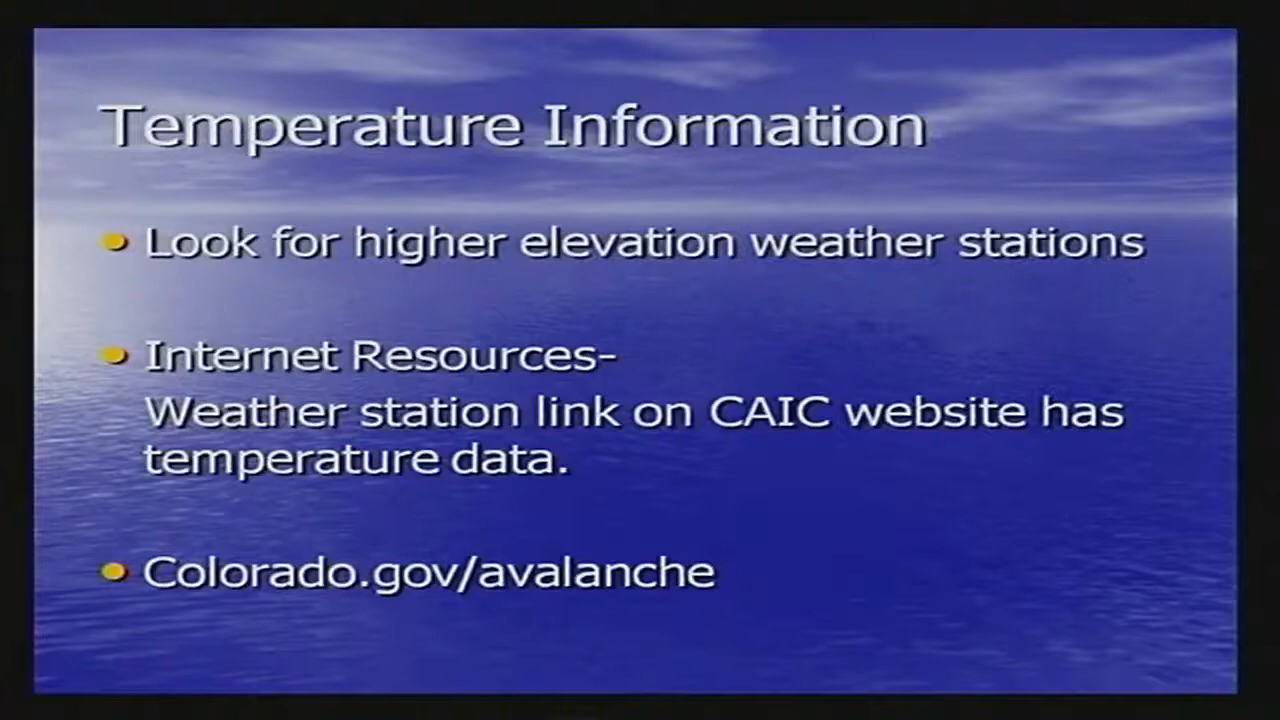 Temperature Information
Look for higher elevation weather stations
Internet Resources-
Weather station link on CAIC website has
temperature data.
Colorado.gov/avalanche